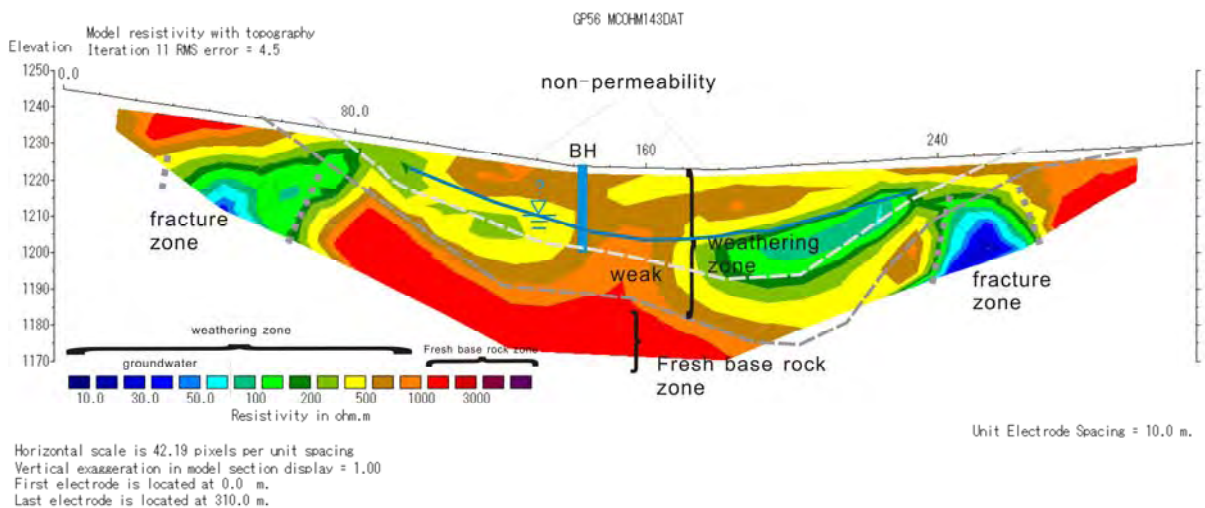 GP56 MCOHM143DAT
Model resistivity with topography
Elevation
Iteration 11 RMS error = 4.5
1250
0.0
non-permeability
1240
80.0
1230
BH
160
240
1220
?
1210
fracture
zone
weathering
zone
1200
weak
fracture
zone
1190
1180
weathering zone
1170
groundwater
Fresh base rock zone
Fresh base rock
zone
10.0 30.0 50.0 100 200 500 1000 3000
Resistivity in ohm.m
Unit Electrode Spacing = 10.0 m.
Horizontal scale is 42.19 pixels per unit spacing
Vertical exaggeration in model section display = 1.00
First electrode is located at 0.0 m.
Last electrode is located at 310.0 m.